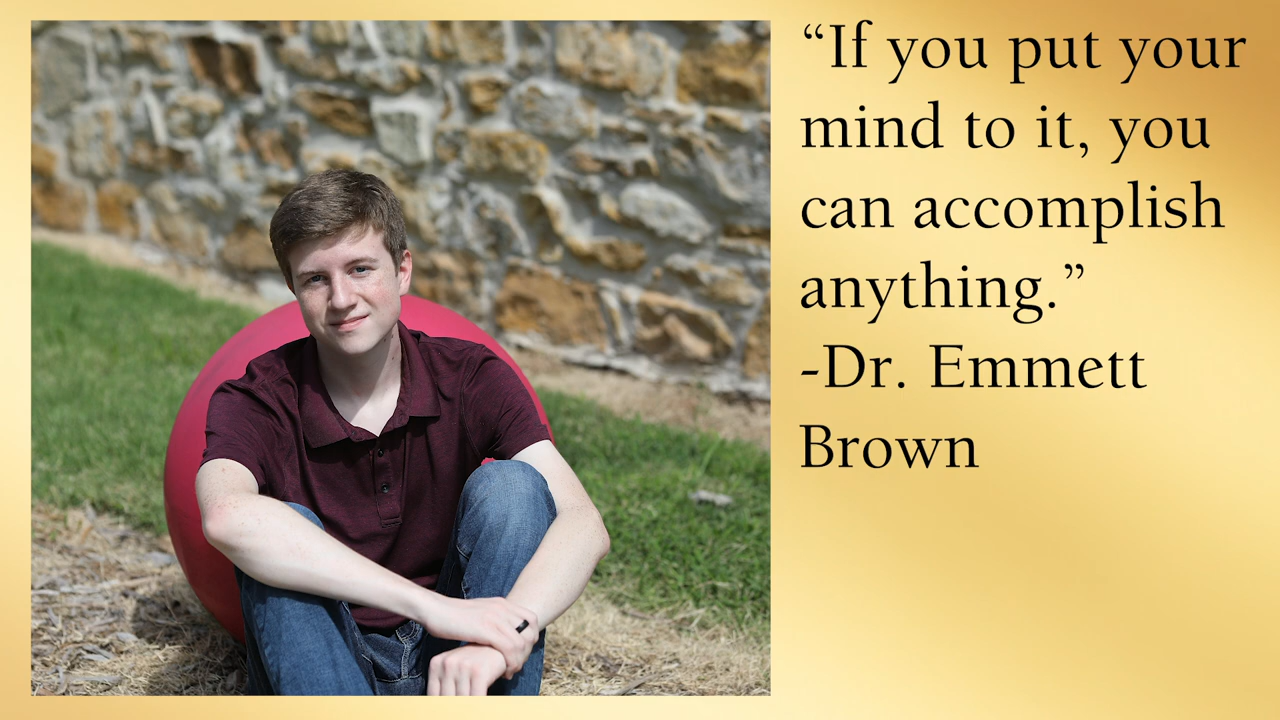 “If you put your
mind to it, you
can accomplish
anything.”
-Dr. Emmett
Brown